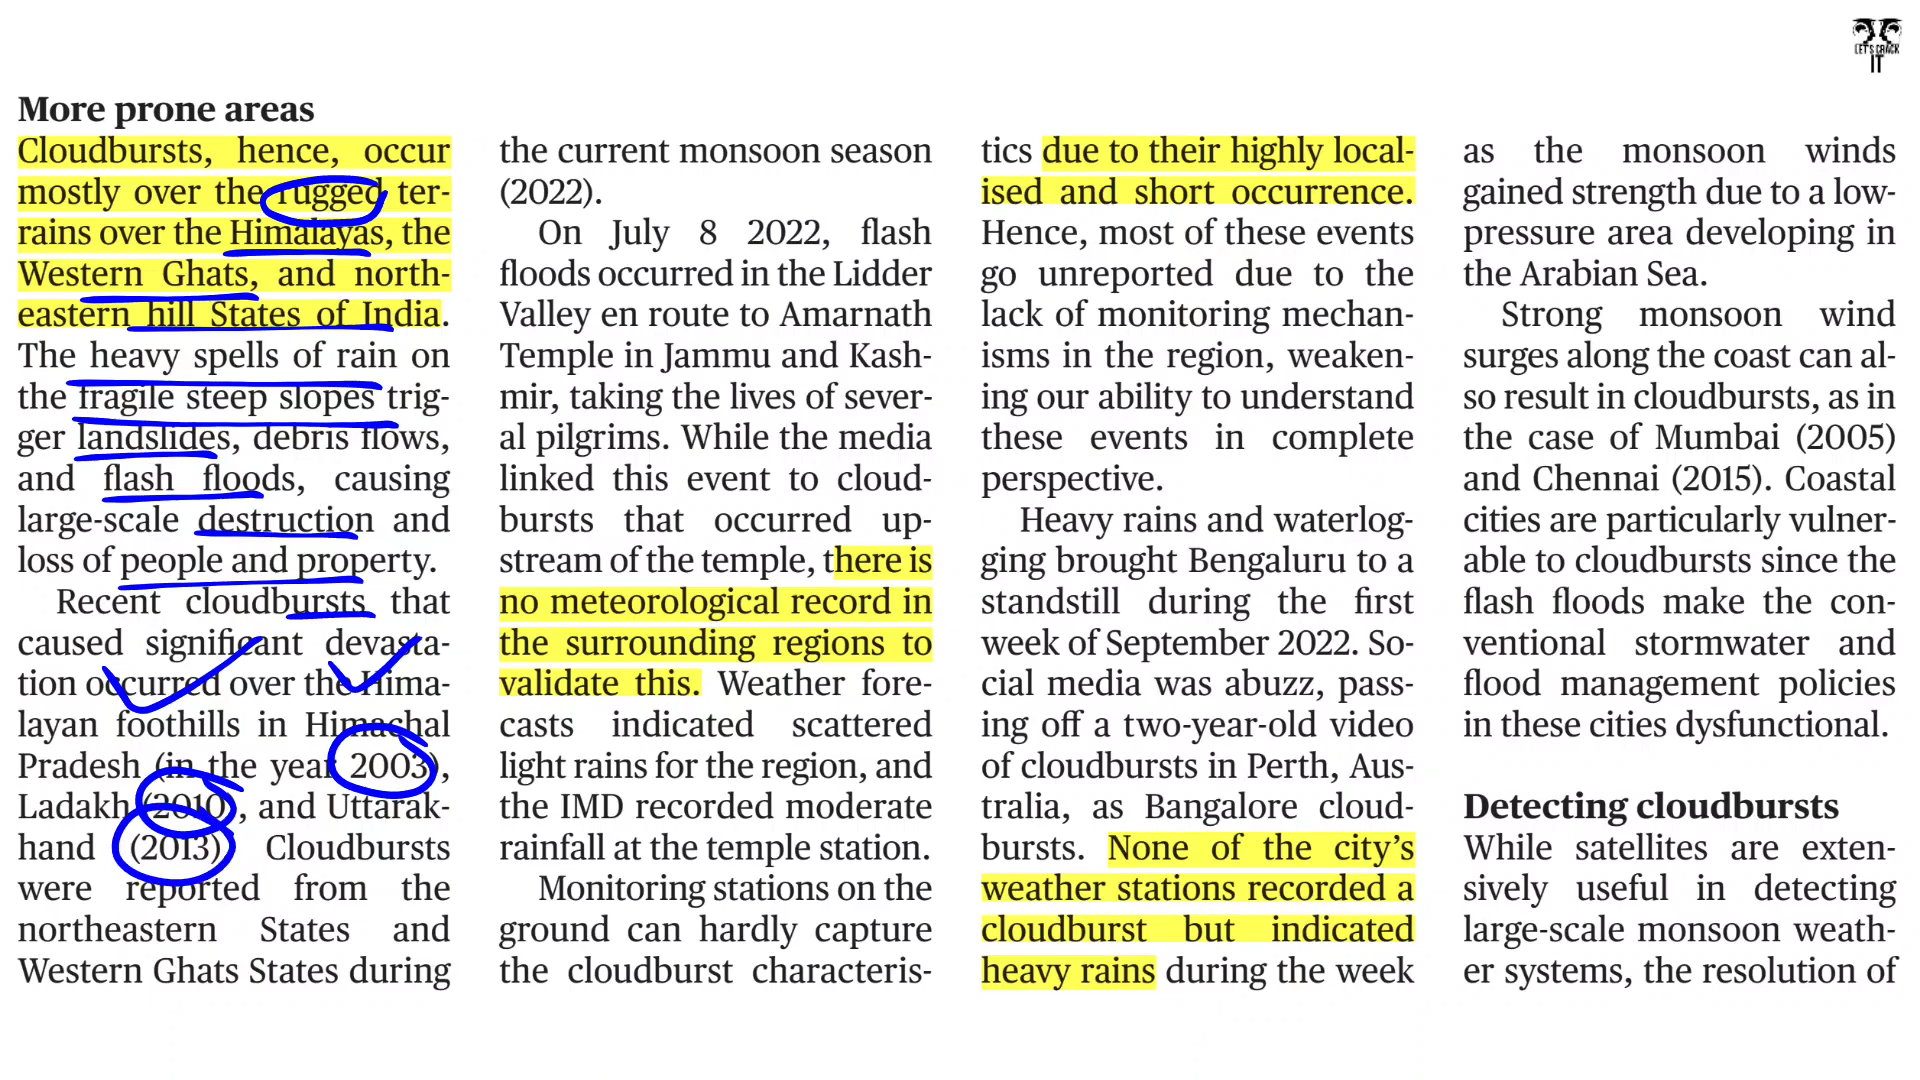 LET'S CRACK
IT
More prone areas
Cloudbursts, hence, occur
mostly over the rugged ter-
rains over the Himalayas, the
Western Ghats, and north-
eastern hill States of India.
The heavy spells of rain on
the fragile steep slopes trig-
ger landslides, debris flows,
and flash floods, causing
large-scale destruction and
loss of people and property.
Recent cloudbursts that
caused significant devasta-
tion occurred over the Hima-
layan foothills in Himachal
Pradesh (in the year 2003),
Ladakh (2010), and Uttarak-
hand (2013) Cloudbursts
were reported from the
northeastern States and
Western Ghats States during
the current monsoon season
(2022).
On July 8 2022, flash
floods occurred in the Lidder
Valley en route to Amarnath
Temple in Jammu and Kash-
mir, taking the lives of sever-
al pilgrims. While the media
linked this event to cloud-
bursts that occurred up-
stream of the temple, there is
no meteorological record in
the surrounding regions to
validate this. Weather fore-
casts indicated scattered
light rains for the region, and
the IMD recorded moderate
rainfall at the temple station.
Monitoring stations on the
ground can hardly capture
the cloudburst characteris-
tics due to their highly local-
ised and short occurrence.
Hence, most of these events
go unreported due to the
lack of monitoring mechan-
isms in the region, weaken-
ing our ability to understand
these events in complete
perspective.
Heavy rains and waterlog-
ging brought Bengaluru to a
standstill during the first
week of September 2022. So-
cial media was abuzz, pass-
ing off a two-year-old video
of cloudbursts in Perth, Aus-
tralia, as Bangalore cloud-
bursts. None of the city's
weather stations recorded a
cloudburst but indicated
heavy rains during the week
as the monsoon winds
gained strength due to a low-
pressure area developing in
the Arabian Sea.
Strong monsoon wind
surges along the coast can al-
so result in cloudbursts, as in
the case of Mumbai (2005)
and Chennai (2015). Coastal
cities are particularly vulner-
able to cloudbursts since the
flash floods make the con-
ventional stormwater and
flood management policies
in these cities dysfunctional.
Detecting cloudbursts
While satellites are exten-
sively useful in detecting
large-scale monsoon weath-
er systems, the resolution of